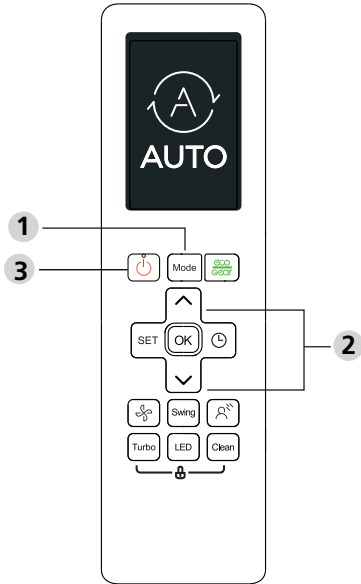 A
AUTO
1
3
Mode
eco
gear
SET
OK
2
Swing
Turbo
LED
Clean